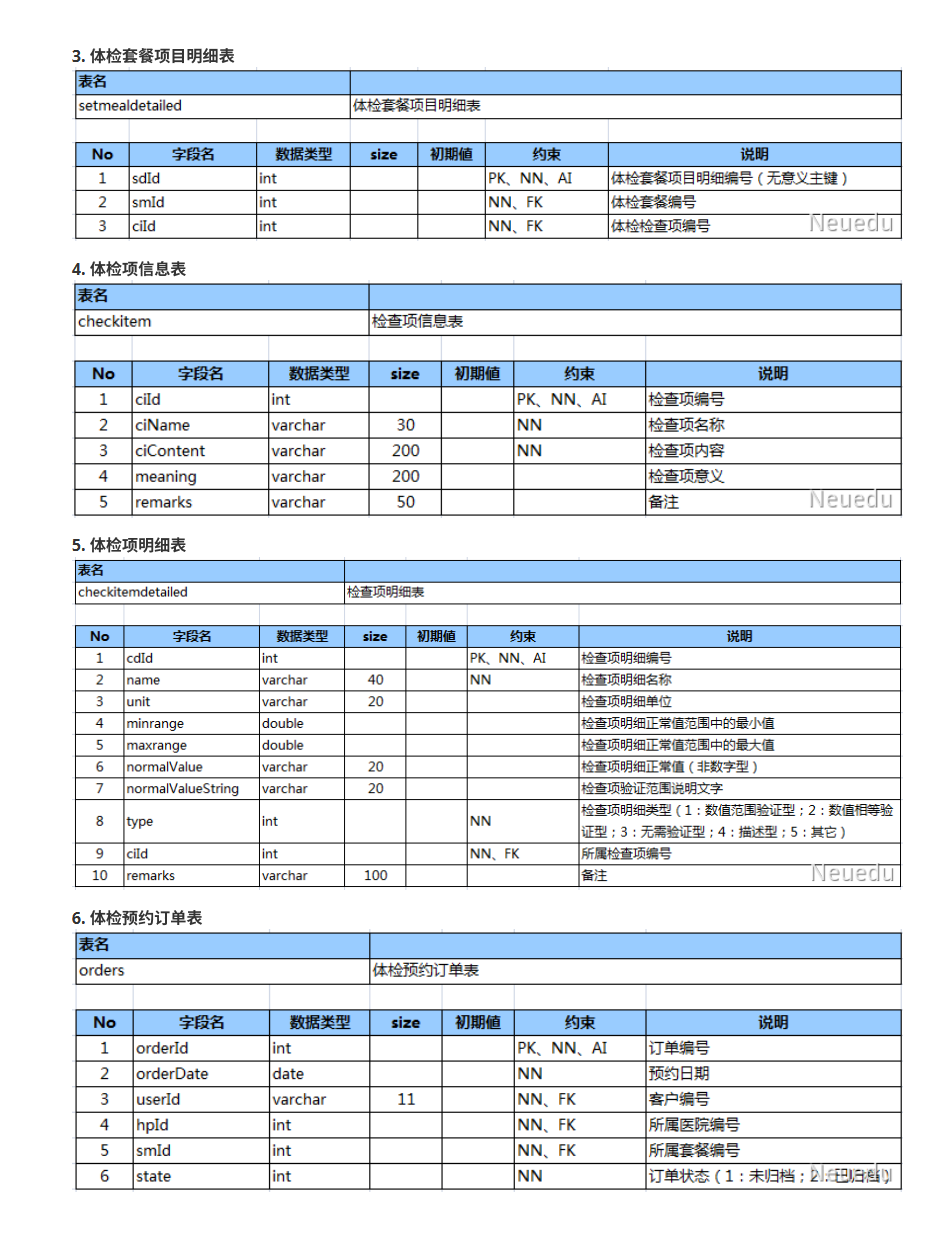 3. 体检套餐项目明细表
表名
setmealdetailed 体检套餐项目明细表
No 字段名 数据类型 size 初期値 约束 说明
1 sdId int PK、NN、AI 体检套餐项目明细编号（无意义主键）
2 smId int NN、FK 体检套餐编号
3 ciId int NN、FK 体检检查项编号
Neuedu
4. 体检项信息表
表名
checkitem 检查项信息表
No 字段名 数据类型 size 初期値 约束 说明
1 ciId int PK、NN、AI 检查项编号
2 ciName varchar 30 NN 检查项名称
3 ciContent varchar 200 NN 检查项内容
4 meaning varchar 200 检查项意义
5 remarks varchar 50 备注
Neuedu
5. 体检项明细表
表名
checkitemdetailed 检查项明细表
No 字段名 数据类型 size 初期値 约束 说明
1 cdId int PK、NN、AI 检查项明细编号
2 name varchar 40 NN 检查项明细名称
3 unit varchar 20 检查项明细单位
4 minrange double 检查项明细正常值范围中的最小值
5 maxrange double 检查项明细正常值范围中的最大值
6 normalValue varchar 20 检查项明细正常值（非数字型）
7 normalValueString varchar 20 检查项验证范围说明文字
8 type int NN 检查项明细类型（1：数值范围验证型；2：数值相等验
证型；3：无需验证型；4：描述型；5：其它）
9 ciId int NN、FK 所属检查项编号
10 remarks varchar 100 备注
Neuedu
6. 体检预约订单表
表名
orders 体检预约订单表
No 字段名 数据类型 size 初期値 约束 说明
1 orderId int PK、NN、AI 订单编号
2 orderDate date NN 预约日期
3 userId varchar 11 NN、FK 客户编号
4 hpId int NN、FK 所属医院编号
5 smId int NN、FK 所属套餐编号
6 state int NN 订单状态（1：未归档；2：已归档）
Neuedu